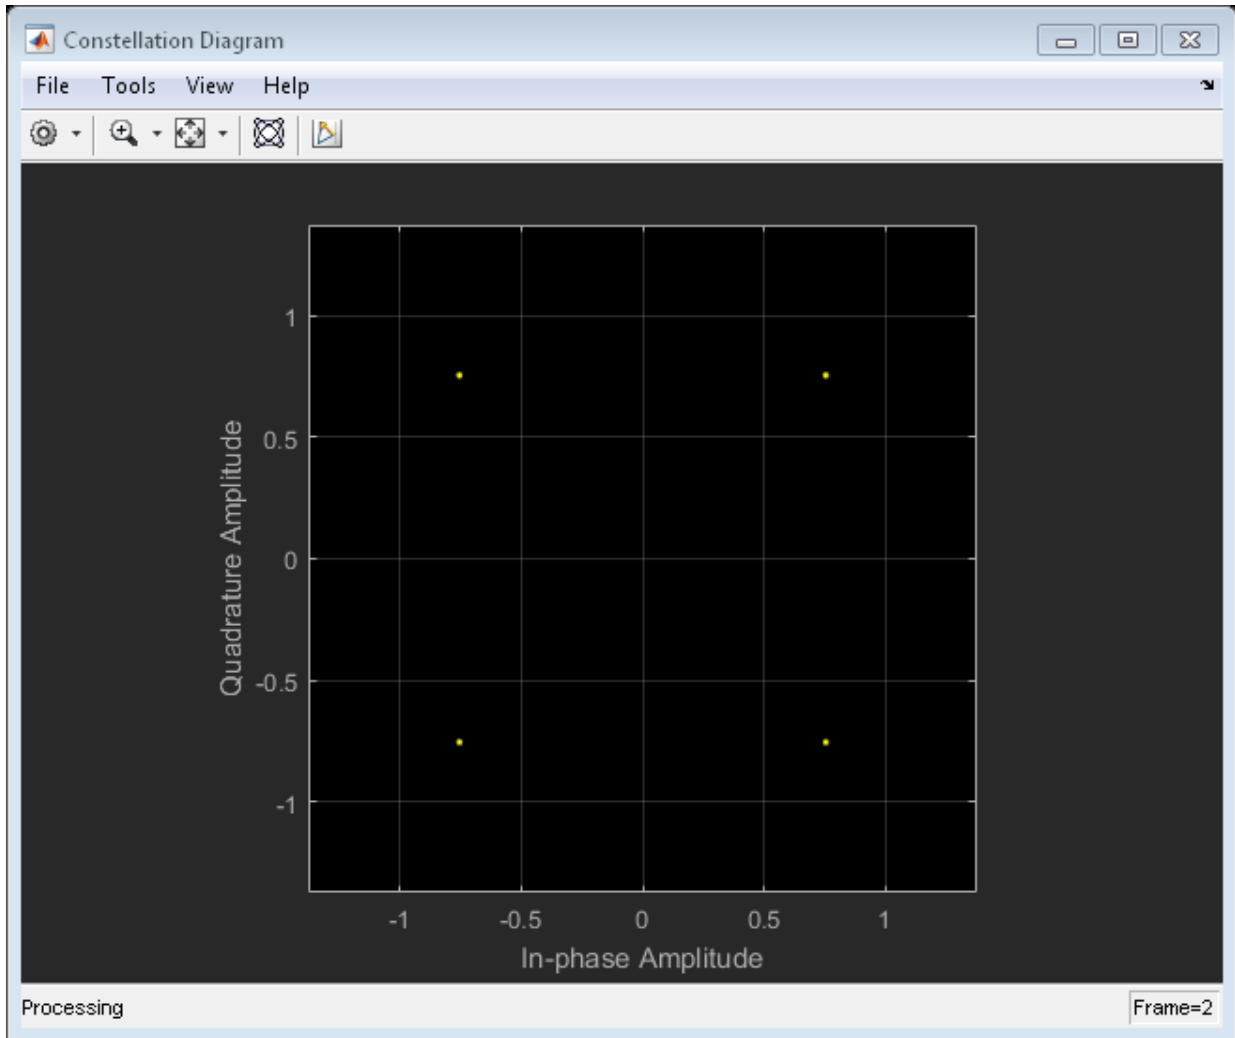 Constellation Diagram
File Tools View Help
1
0.5
0
-0.5
-1
Quadrature Amplitude
-1 -0.5 0 0.5 1
In-phase Amplitude
Processing Frame=2